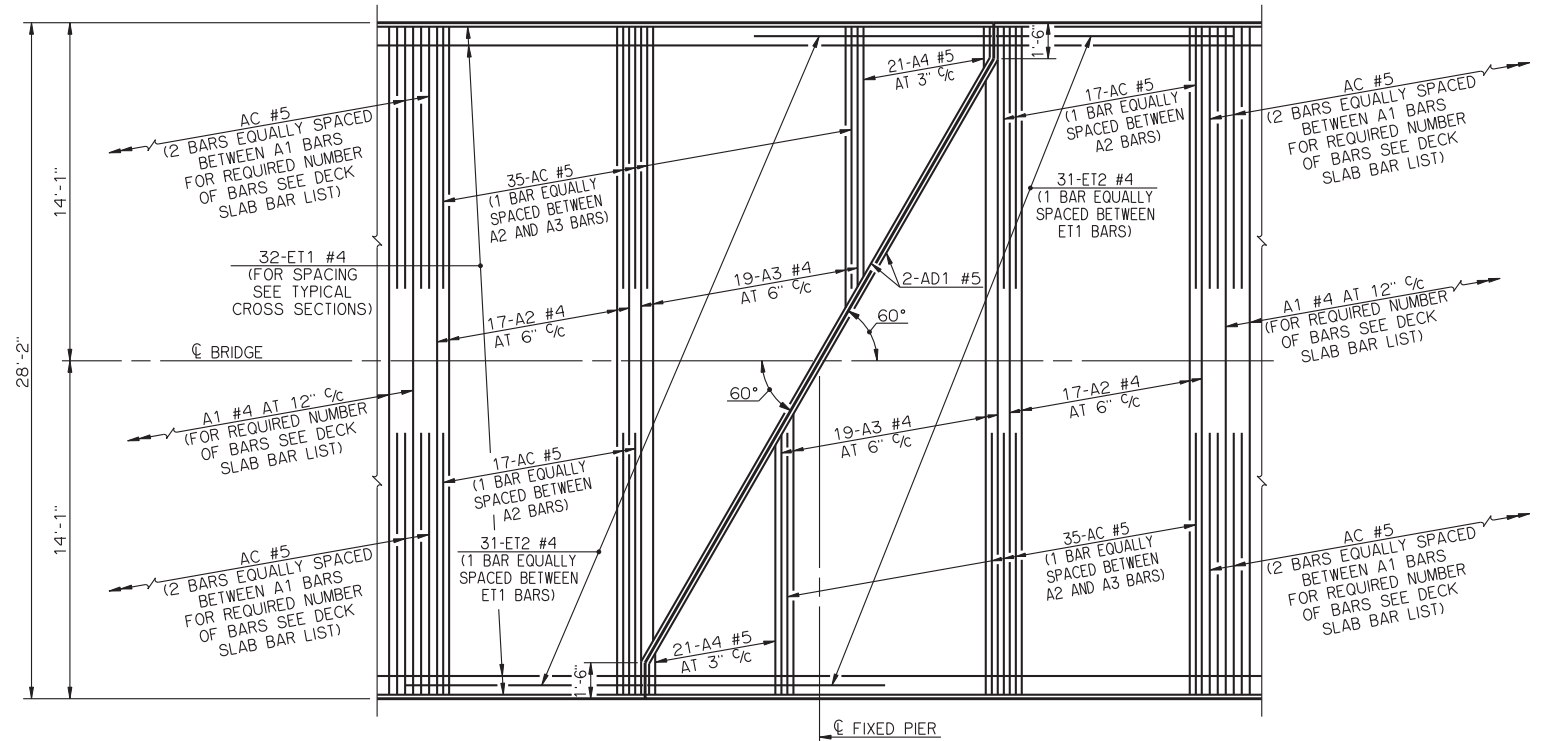 AC #5
(2 BARS EQUALLY SPACED
BETWEEN A1 BARS
FOR REQUIRED NUMBER
OF BARS SEE DECK
SLAB BAR LIST)
35-AC #5
(1 BAR EQUALLY
SPACED BETWEEN
A2 AND A3 BARS)
21-A4 #5
AT 3" C/C
1'-6"
17-AC #5
(1 BAR EQUALLY
SPACED BETWEEN
A2 BARS)
AC #5
(2 BARS EQUALLY SPACED
BETWEEN A1 BARS
FOR REQUIRED NUMBER
OF BARS SEE DECK
SLAB BAR LIST)
31-ET2 #4
(1 BAR EQUALLY
SPACED BETWEEN
ET1 BARS)
14'-1"
28'-2"
32-ET1 #4
(FOR SPACING
SEE TYPICAL
CROSS SECTIONS)
17-A2 #4
AT 6" C/C
19-A3 #4
AT 6" C/C
2-AD1 #5
60°
A1 #4 AT 12" C/C
(FOR REQUIRED NUMBER
OF BARS SEE DECK
SLAB BAR LIST)
℄ BRIDGE
60°
A1 #4 AT 12" C/C
(FOR REQUIRED NUMBER
OF BARS SEE DECK
SLAB BAR LIST)
17-AC #5
(1 BAR EQUALLY
SPACED BETWEEN
A2 BARS)
19-A3 #4
AT 6" C/C
17-A2 #4
AT 6" C/C
14'-1"
AC #5
(2 BARS EQUALLY SPACED
BETWEEN A1 BARS
FOR REQUIRED NUMBER
OF BARS SEE DECK
SLAB BAR LIST)
31-ET2 #4
(1 BAR EQUALLY
SPACED BETWEEN
ET1 BARS)
21-A4 #5
AT 3" C/C
1'-6"
35-AC #5
(1 BAR EQUALLY
SPACED BETWEEN
A2 AND A3 BARS)
AC #5
(2 BARS EQUALLY SPACED
BETWEEN A1 BARS
FOR REQUIRED NUMBER
OF BARS SEE DECK
SLAB BAR LIST)
℄ FIXED PIER